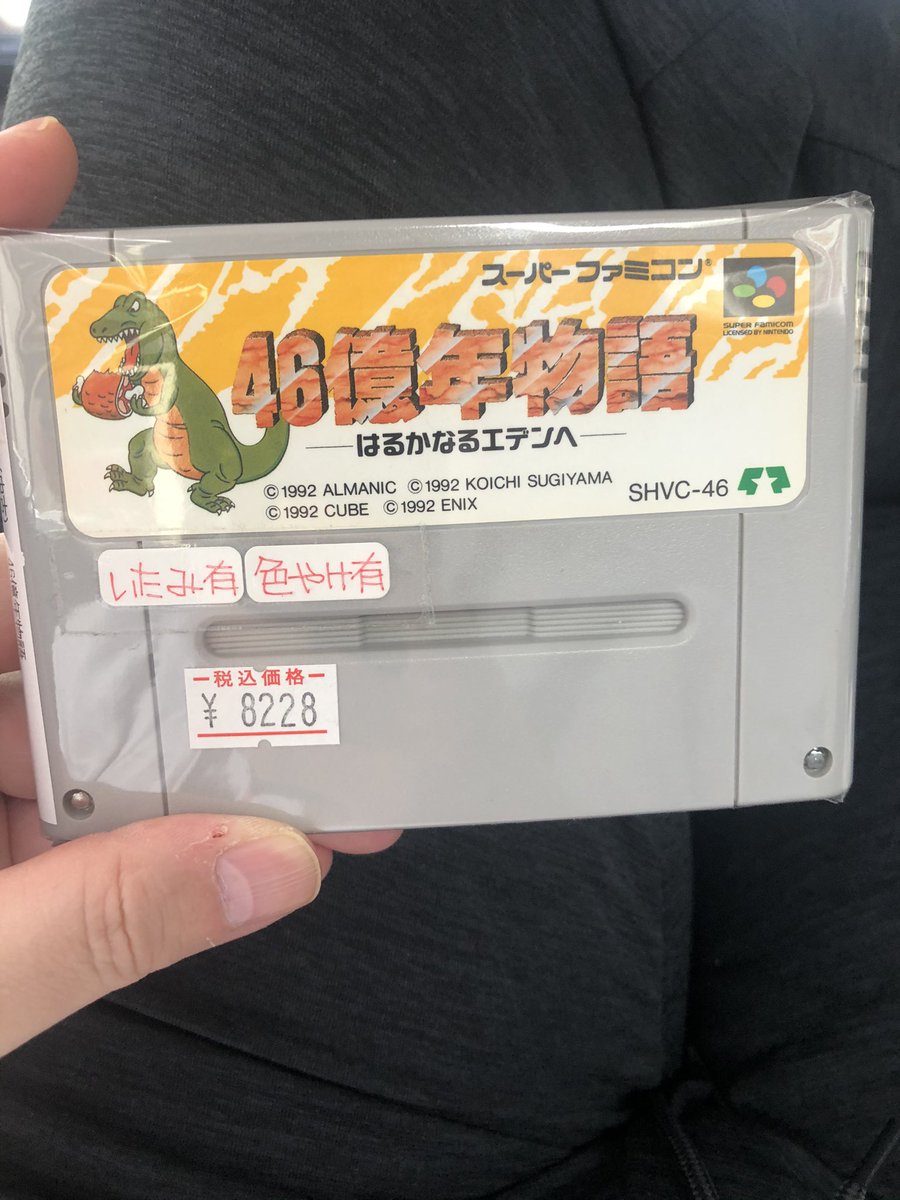 スーパーファミコン®
SUPER FAMICOM
LICENSED BY NINTENDO
46億年物語
はるかなるエデンへ
©1992 ALMANIC ©1992 KOICHI SUGIYAMA
©1992 CUBE ©1992 ENIX
SHVC-46
いたみ有
色やけ有
税込価格
¥ 8228